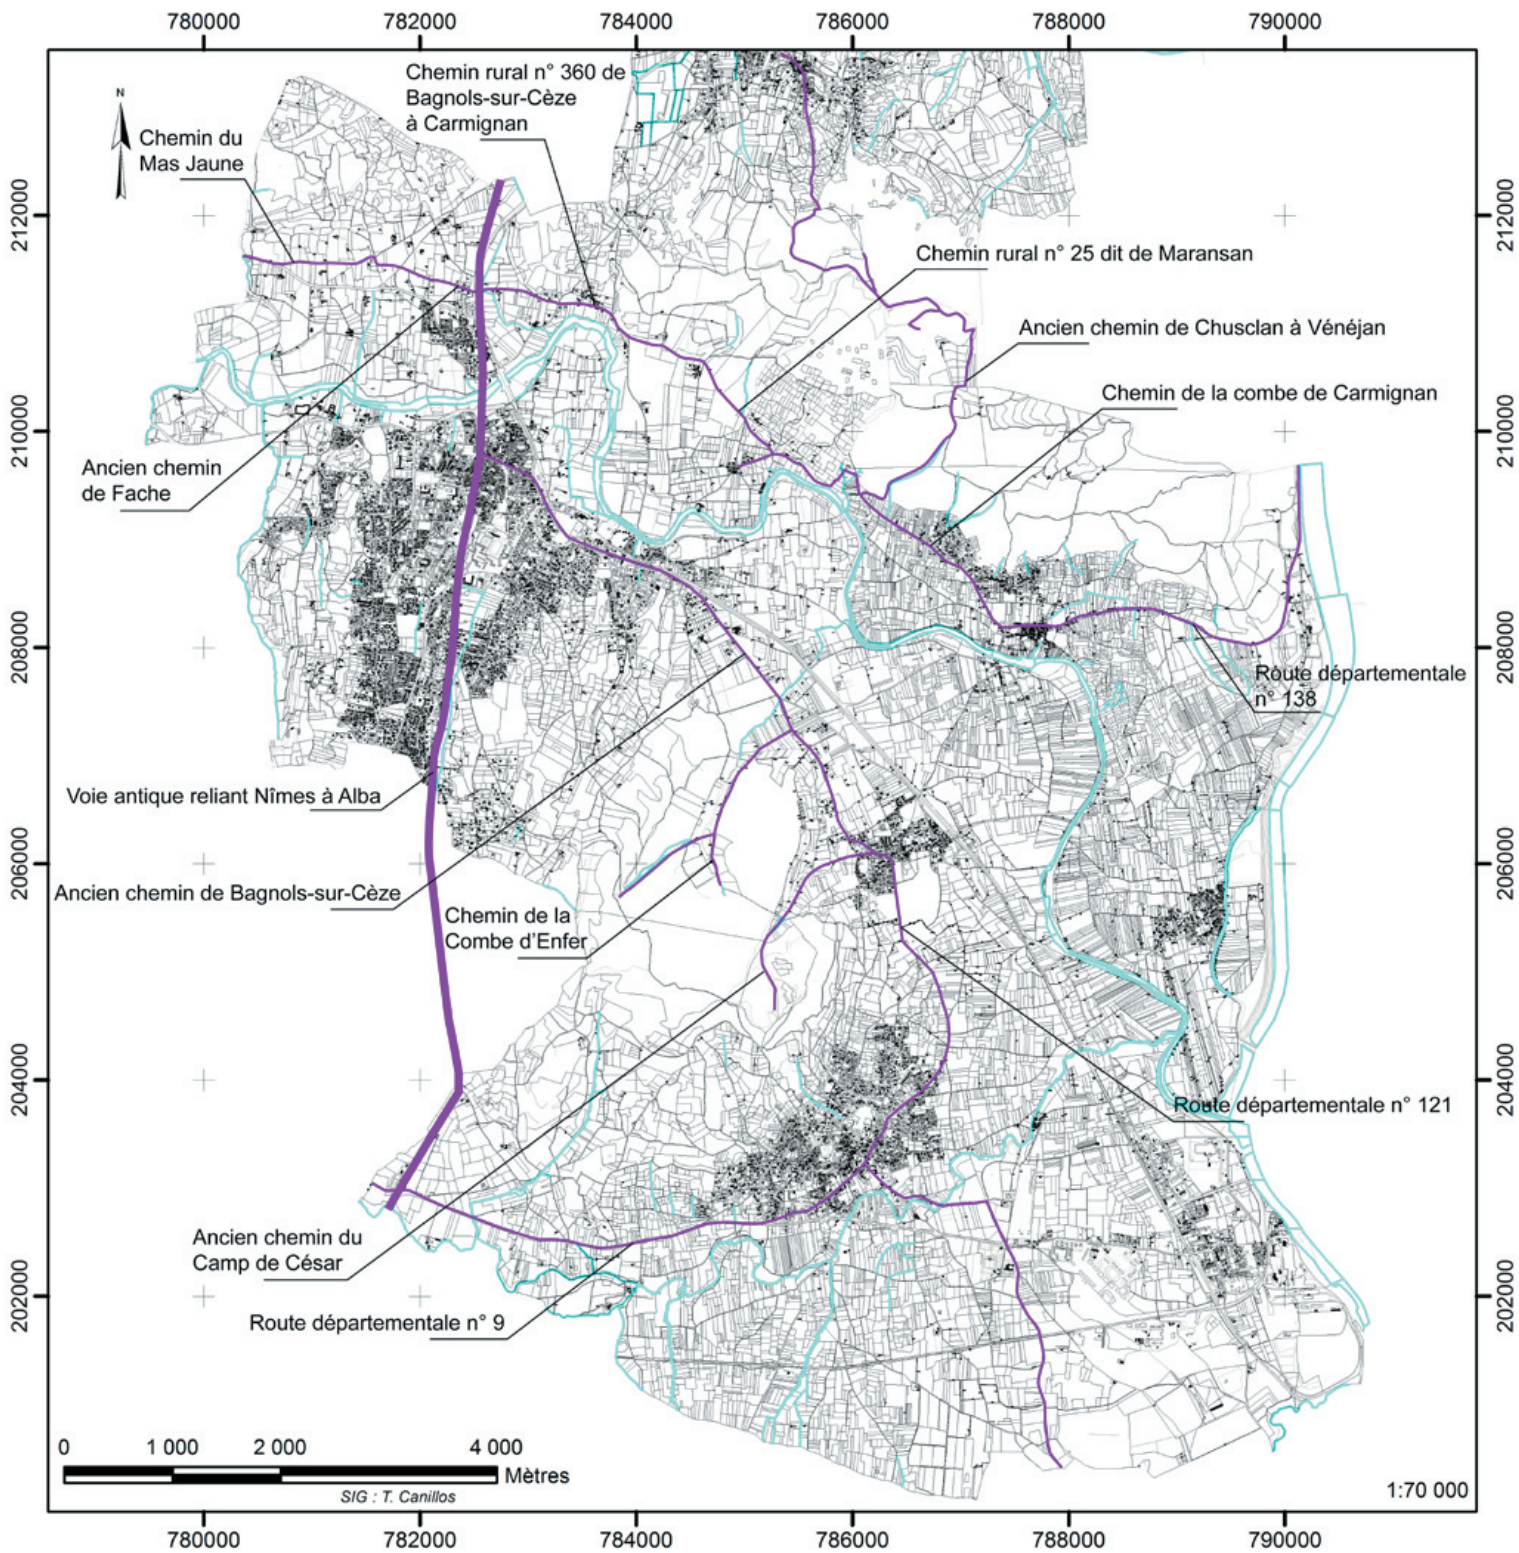 780000 782000 784000 786000 788000 790000
Chemin rural n° 360 de
Bagnols-sur-Cèze
à Carmignan
N
Chemin du
Mas Jaune
212000
212000
Chemin rural n° 25 dit de Maransan
Ancien chemin de Chusclan à Vénéjan
Chemin de la combe de Carmignan
210000
210000
Ancien chemin
de Fache
208000
208000
Route départementale
n° 138
Voie antique reliant Nîmes à Alba
206000
206000
Ancien chemin de Bagnols-sur-Cèze
Chemin de la
Combe d'Enfer
204000
204000
Route départementale n° 121
Ancien chemin du
Camp de César
202000
202000
Route départementale n° 9
0 1 000 2 000 4 000
Mètres
SIG : T. Canillos
1:70 000
780000 782000 784000 786000 788000 790000